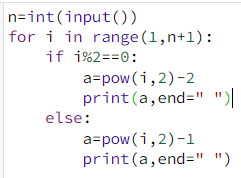 n=int(input())
for i in range(1,n+1):
    if i%2==0:
        a=pow(i,2)-2
        print(a,end=" ")
    else:
        a=pow(i,2)-1
        print(a,end=" ")